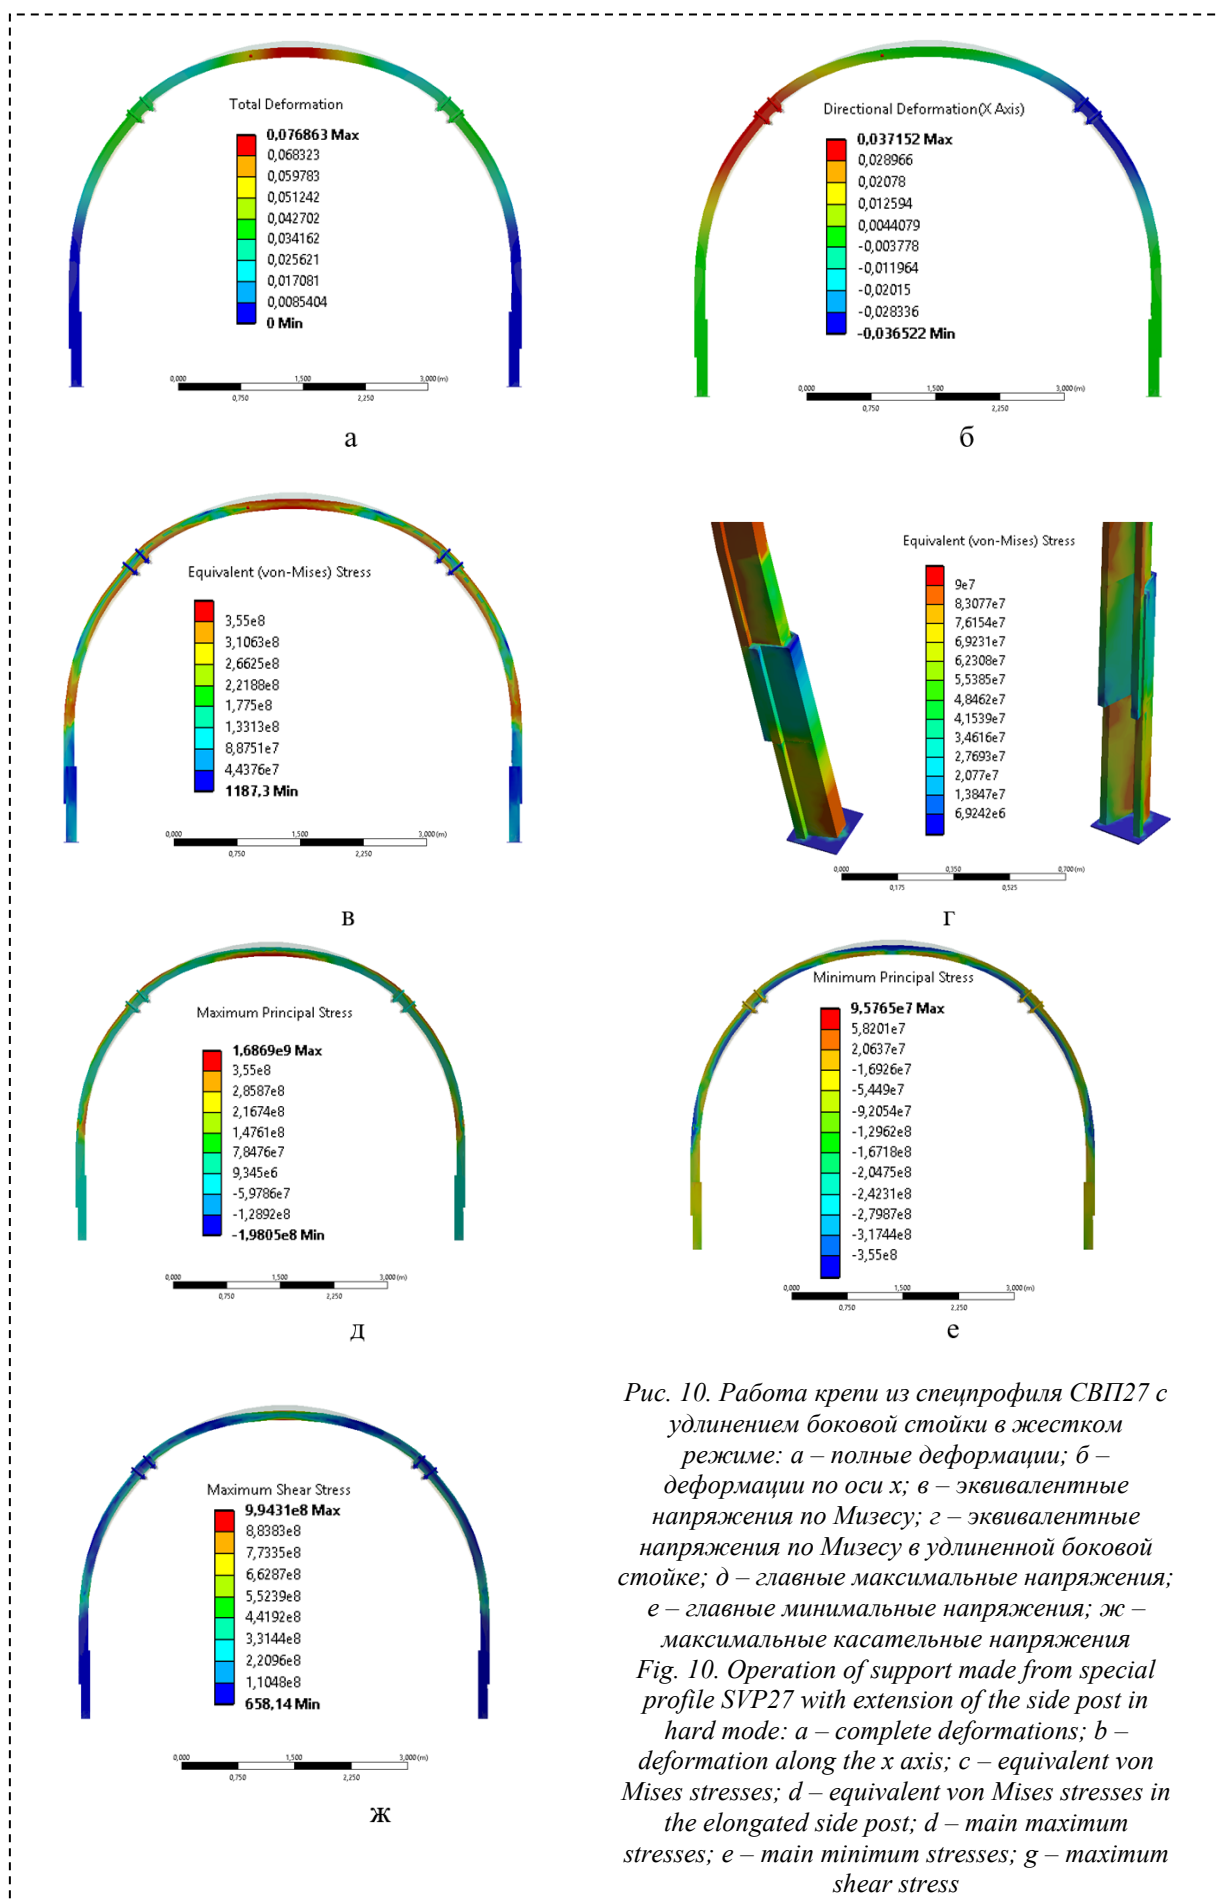 Total Deformation
0,076863 Max
0,068323
0,059783
0,051242
0,042702
0,034162
0,025621
0,017081
0,0085404
0 Min
0,000
1,500
3,000 (m)
0,750
2,250
а
Directional Deformation(X Axis)
0,037152 Max
0,028966
0,02078
0,012594
0,0044079
-0,003778
-0,011964
-0,02015
-0,028336
-0,036522 Min
0,000
1,500
3,000 (m)
0,750
2,250
б
Equivalent (von-Mises) Stress
3,55e8
3,1063e8
2,6625e8
2,2188e8
1,775e8
1,3313e8
8,8751e7
4,4376e7
1187,3 Min
0,000
1,500
3,000 (m)
0,750
2,250
в
Equivalent (von-Mises) Stress
9e7
8,3077e7
7,6154e7
6,9231e7
6,2308e7
5,5385e7
4,8462e7
4,1539e7
3,4616e7
2,7693e7
2,077e7
1,3847e7
6,9242e6
0,000
0,350
0,700 (m)
0,175
0,525
г
Maximum Principal Stress
1,6869e9 Max
3,55e8
2,8587e8
2,1674e8
1,4761e8
7,8476e7
9,345e6
-5,9786e7
-1,2892e8
-1,9805e8 Min
0,000
1,500
3,000 (m)
0,750
2,250
д
Minimum Principal Stress
9,5765e7 Max
5,8201e7
2,0637e7
-1,6926e7
-5,449e7
-9,2054e7
-1,2962e8
-1,6718e8
-2,0475e8
-2,4231e8
-2,7987e8
-3,1744e8
-3,55e8
0,000
1,500
3,000 (m)
0,750
2,250
е
Maximum Shear Stress
9,9431e8 Max
8,8383e8
7,7335e8
6,6287e8
5,5239e8
4,4192e8
3,3144e8
2,2096e8
1,1048e8
658,14 Min
0,000
1,500
3,000 (m)
0,750
2,250
ж
Рис. 10. Работа крепи из спецпрофиля СВП27 с
удлинением боковой стойки в жестком
режиме: а – полные деформации; б –
деформации по оси х; в – эквивалентные
напряжения по Мизесу; г – эквивалентные
напряжения по Мизесу в удлиненной боковой
стойке; д – главные максимальные напряжения;
е – главные минимальные напряжения; ж –
максимальные касательные напряжения
Fig. 10. Operation of support made from special
profile SVP27 with extension of the side post in
hard mode: a – complete deformations; b –
deformation along the x axis; c – equivalent von
Mises stresses; d – equivalent von Mises stresses in
the elongated side post; d – main maximum
stresses; e – main minimum stresses; g – maximum
shear stress